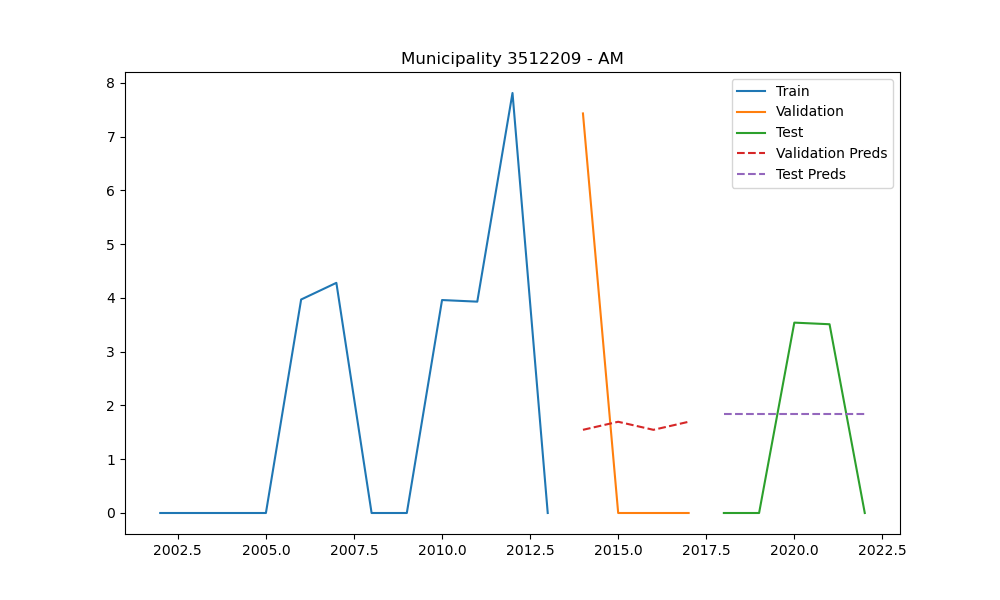 Municipality 3512209 - AM
8
7
6
5
4
3
2
1
0
Train
Validation
Test
Validation Preds
Test Preds
2002.5 2005.0 2007.5 2010.0 2012.5 2015.0 2017.5 2020.0 2022.5